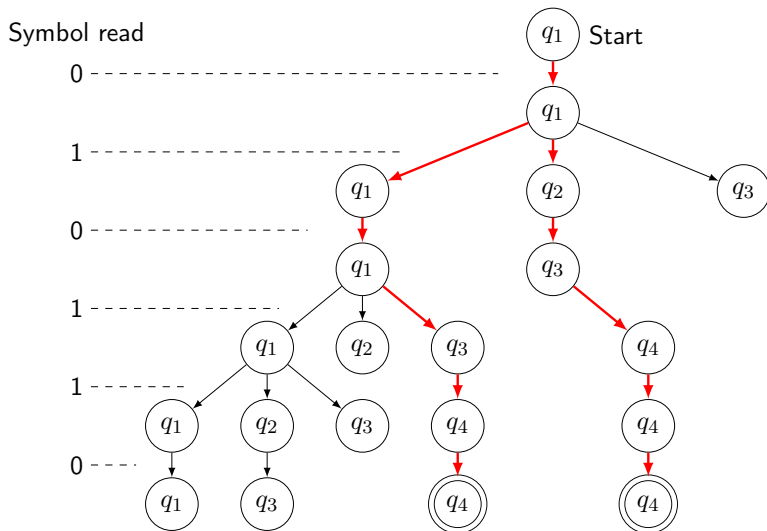 Symbol read
q₁ Start
0
q₁
1
q₁ q₂ q₃
0
q₁ q₃
1
q₁ q₂ q₃ q₄
1
q₁ q₂ q₃ q₄ q₄
0
q₁ q₃ q₄ q₄